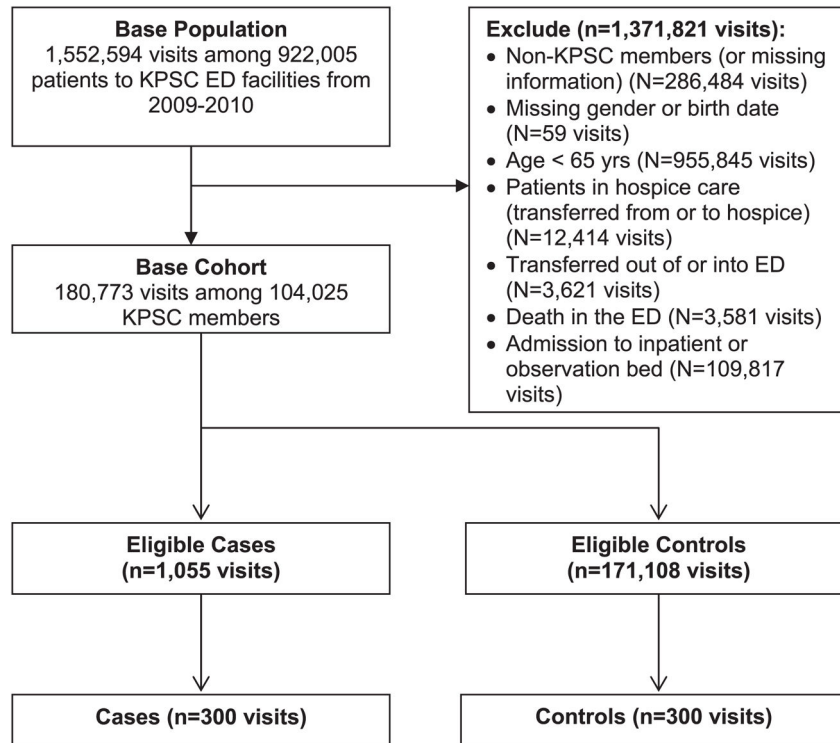 Base Population
1,552,594 visits among 922,005
patients to KPSC ED facilities from
2009-2010
Exclude (n=1,371,821 visits):
• Non-KPSC members (or missing
information) (N=286,484 visits)
• Missing gender or birth date
(N=59 visits)
• Age < 65 yrs (N=955,845 visits)
• Patients in hospice care
(transferred from or to hospice)
(N=12,414 visits)
• Transferred out of or into ED
(N=3,621 visits)
• Death in the ED (N=3,581 visits)
• Admission to inpatient or
observation bed (N=109,817
visits)
Base Cohort
180,773 visits among 104,025
KPSC members
Eligible Cases
(n=1,055 visits)
Eligible Controls
(n=171,108 visits)
Cases (n=300 visits)
Controls (n=300 visits)